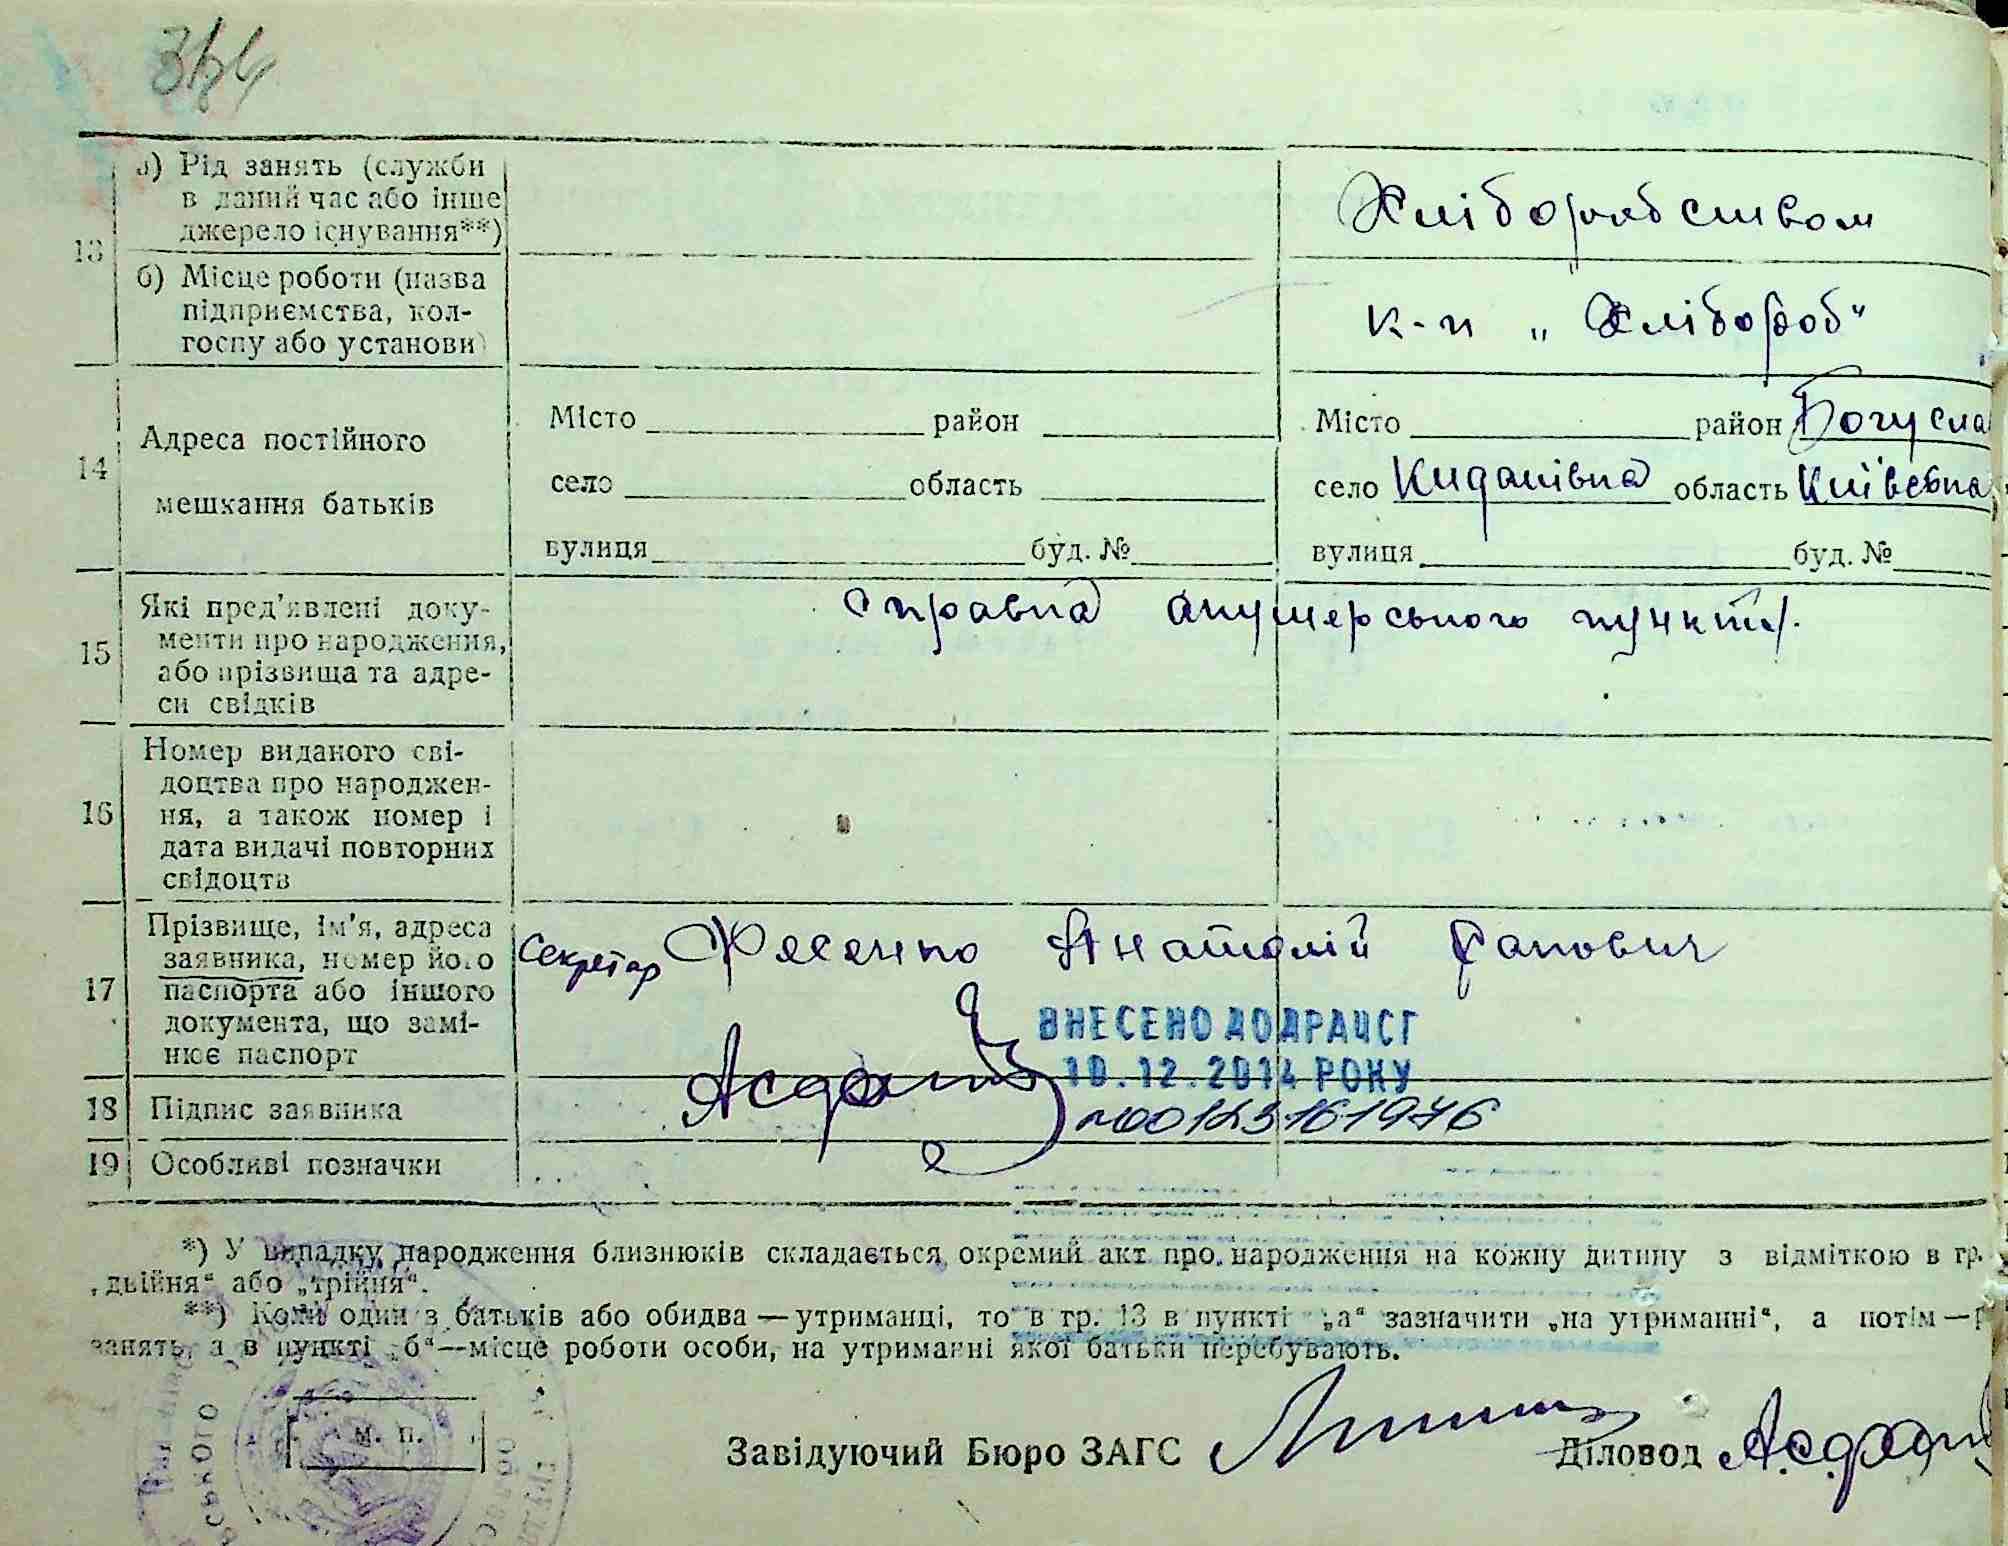 а) Рід занять (служби
в даний час або інше
джерело існування**)
Хліборобством
13
б) Місце роботи (назва
підприємства, кол-
госпу або установи)
к-п „Хлібороб“
14
Адреса постійного
мешкання батьків
Місто район
село область
вулиця буд. №
Місто район Богусла
село Киданівка область Київська
вулиця буд. №
15
Які пред'явлені доку-
менти про народження,
або прізвища та адре-
си свідків
Справка акушерського пункту.
16
Номер виданого сві-
доцтва про народжен-
ня, а також номер і
дата видачі повторних
свідоцтв
17
Прізвище, ім'я, адреса
заявника, номер його
паспорта або іншого
документа, що замі-
нює паспорт
Секретар Фесенко Анатолій
ВНЕСЕНО ДО ДРАЦСГ
10.12.2014 РОКУ
18 Підпис заявника
19 Особливі позначки
*) У випадку народження близнюків складається окремий акт про народження на кожну дитину з відміткою в гр.
„двійня“ або „трійня“.
**) Коли один з батьків або обидва — утриманці, то в гр. 13 в пункті „а“ зазначити „на утриманні“, а потім —
занять, а в пункті „б“—місце роботи особи, на утриманні якої батьки перебувають.
м. п.
Завідуючий Бюро ЗАГС
Діловод